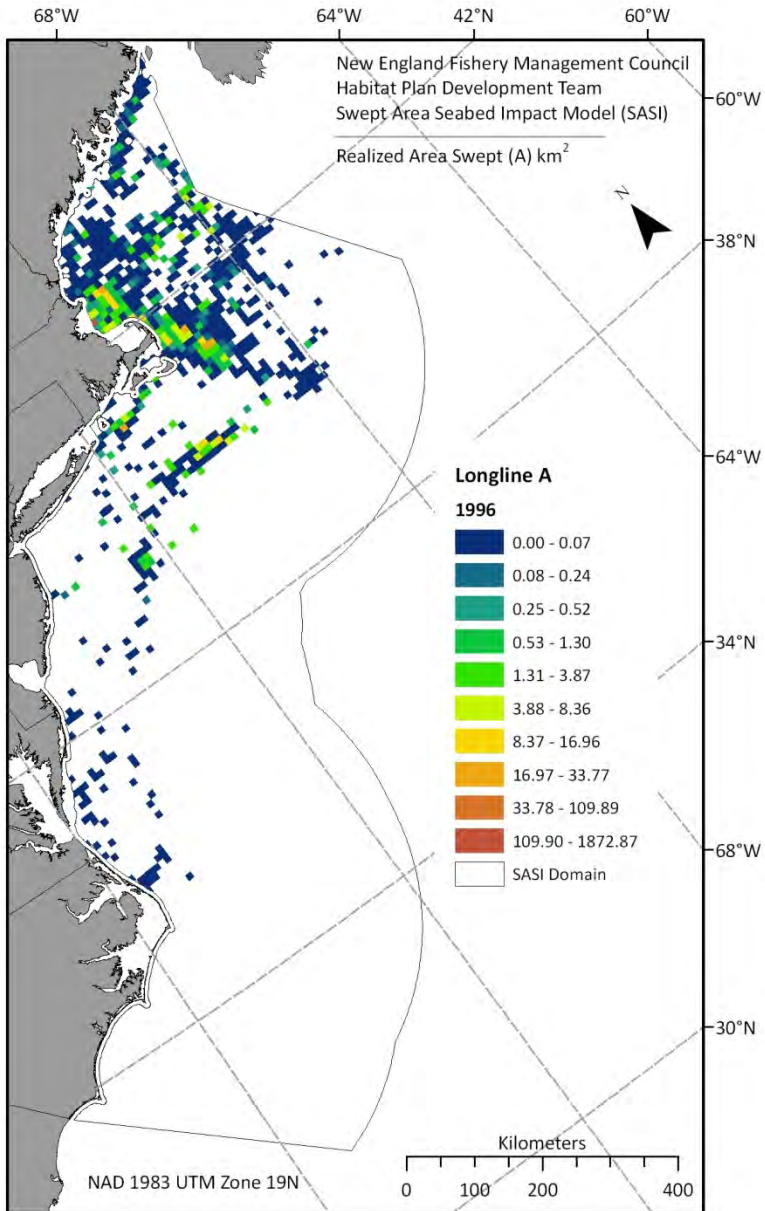 68°W 64°W 42°N 60°W
New England Fishery Management Council
Habitat Plan Development Team
Swept Area Seabed Impact Model (SASI)
Realized Area Swept (A) km²
N
60°W
38°N
64°W
34°N
68°W
30°N
Longline A
1996
0.00 - 0.07
0.08 - 0.24
0.25 - 0.52
0.53 - 1.30
1.31 - 3.87
3.88 - 8.36
8.37 - 16.96
16.97 - 33.77
33.78 - 109.89
109.90 - 1872.87
SASI Domain
Kilometers
0 100 200 300 400
NAD 1983 UTM Zone 19N